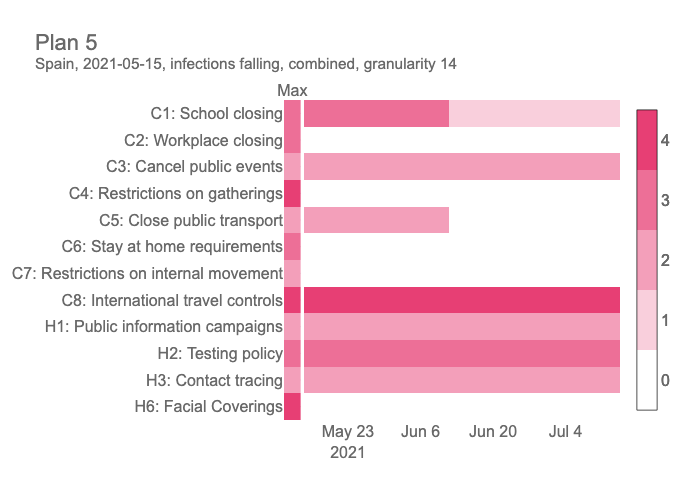 Plan 5
Spain, 2021-05-15, infections falling, combined, granularity 14
Max
C1: School closing
C2: Workplace closing
C3: Cancel public events
C4: Restrictions on gatherings
C5: Close public transport
C6: Stay at home requirements
C7: Restrictions on internal movement
C8: International travel controls
H1: Public information campaigns
H2: Testing policy
H3: Contact tracing
H6: Facial Coverings
May 23
2021
Jun 6
Jun 20
Jul 4
4
3
2
1
0